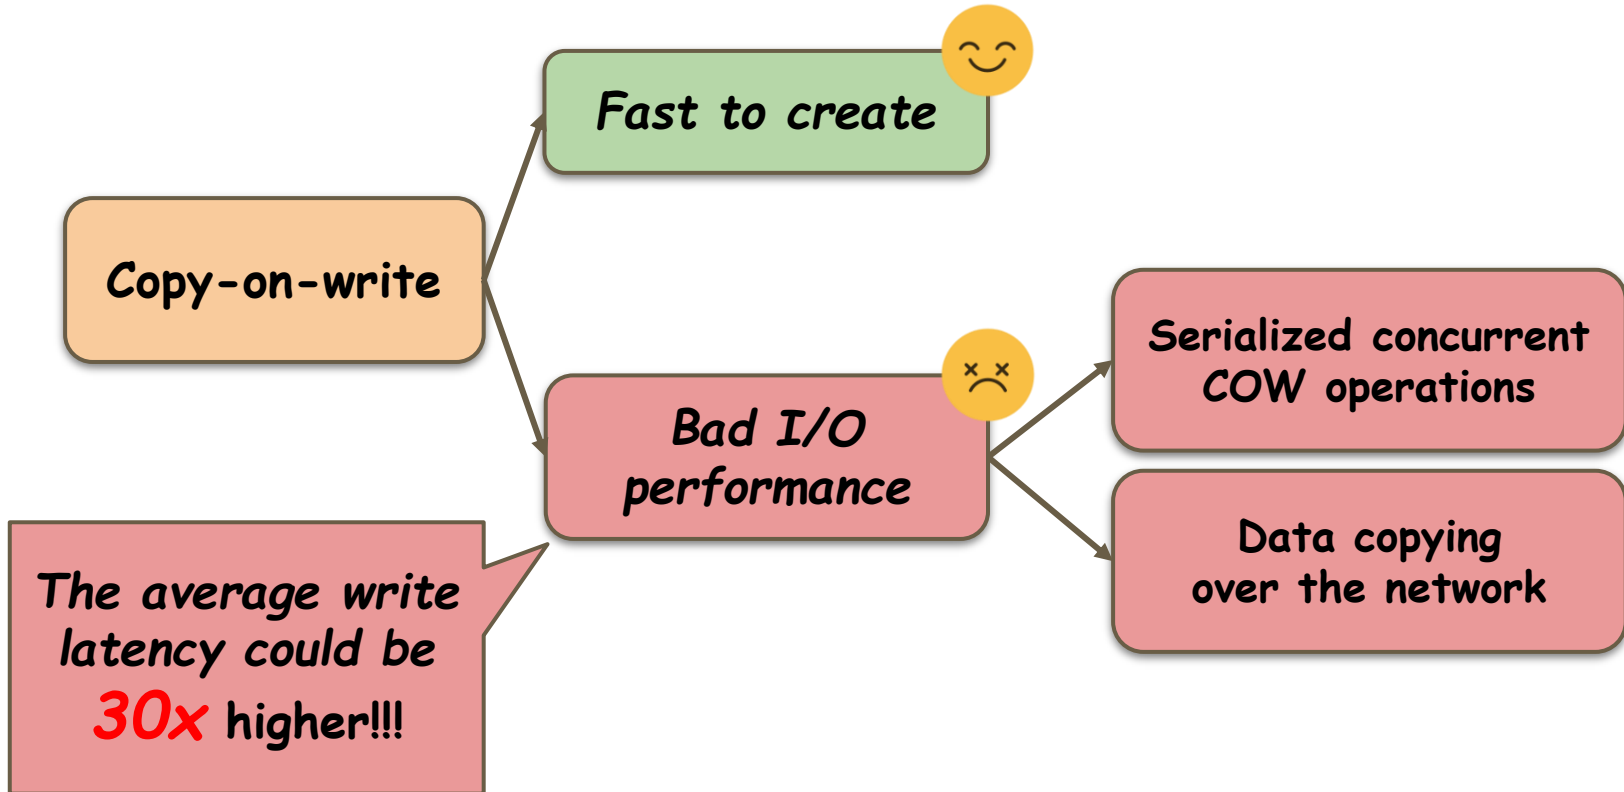 Fast to create
Copy-on-write
Bad I/O
performance
Serialized concurrent
COW operations
Data copying
over the network
The average write
latency could be
30x higher!!!